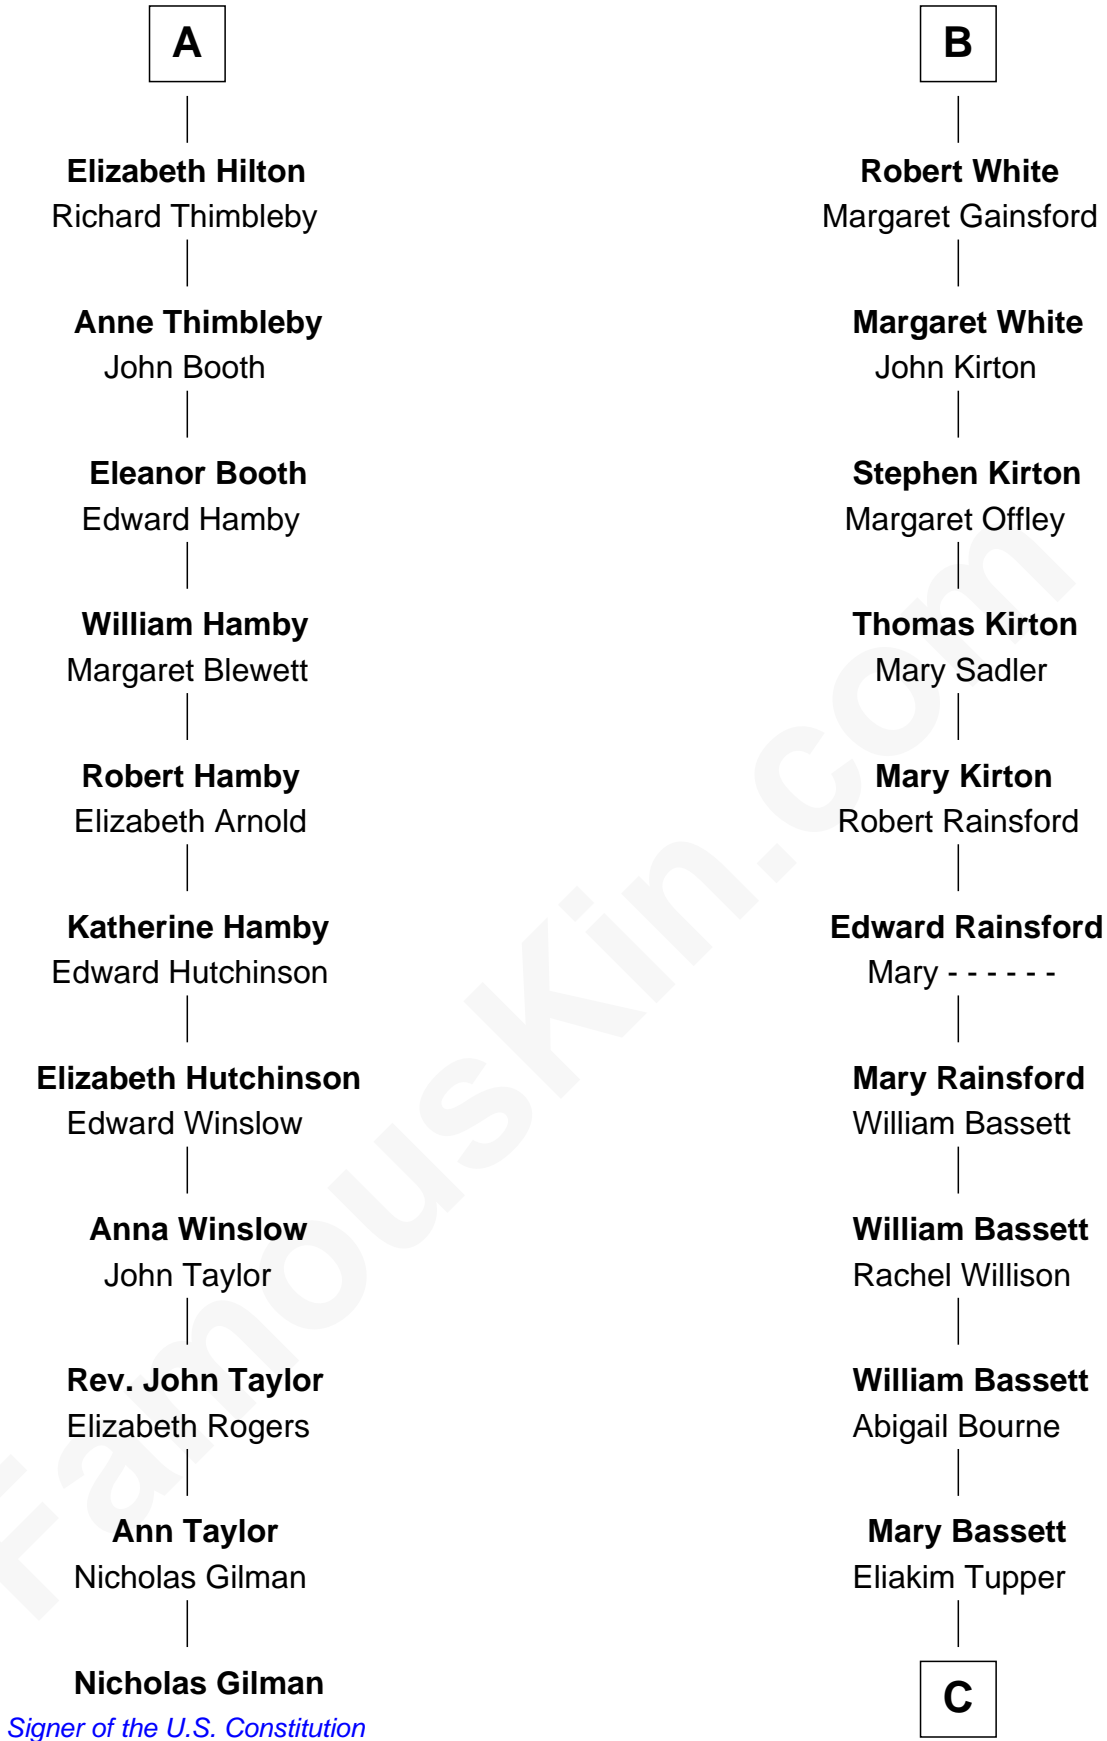 A
Elizabeth Hilton
Richard Thimbleby
Anne Thimbleby
John Booth
Eleanor Booth
Edward Hamby
William Hamby
Margaret Blewett
Robert Hamby
Elizabeth Arnold
Katherine Hamby
Edward Hutchinson
Elizabeth Hutchinson
Edward Winslow
Anna Winslow
John Taylor
Rev. John Taylor
Elizabeth Rogers
Ann Taylor
Nicholas Gilman
Nicholas Gilman
Signer of the U.S. Constitution
B
Robert White
Margaret Gainsford
Margaret White
John Kirton
Stephen Kirton
Margaret Offley
Thomas Kirton
Mary Sadler
Mary Kirton
Robert Rainsford
Edward Rainsford
Mary - - - - - -
Mary Rainsford
William Bassett
William Bassett
Rachel Willison
William Bassett
Abigail Bourne
Mary Bassett
Eliakim Tupper
C
FamousKin.com